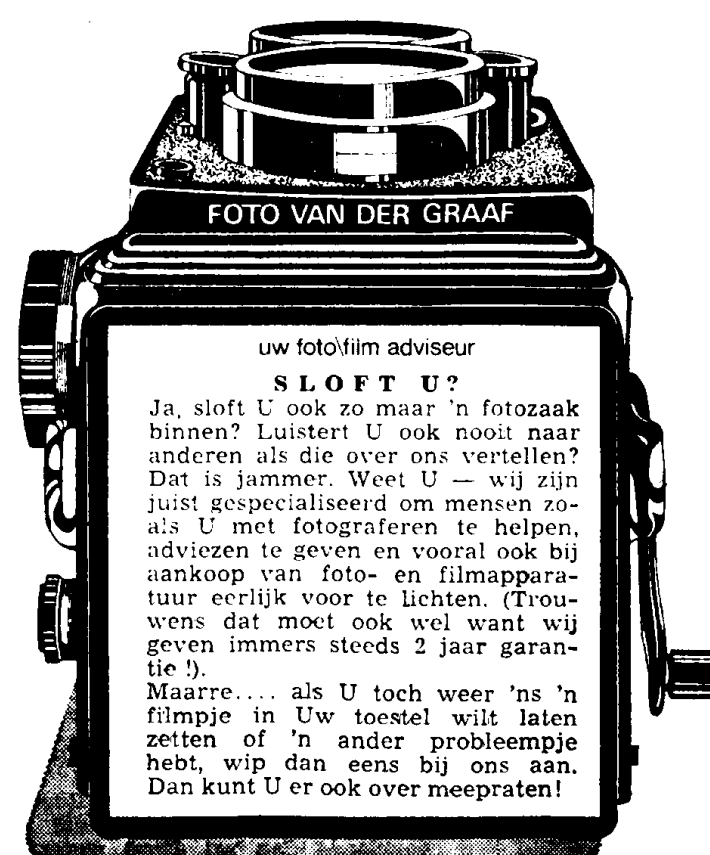 FOTO VAN DER GRAAF
uw foto\film adviseur
SLOFT U?
Ja, sloft U ook zo maar 'n fotozaak
binnen? Luistert U ook nooit naar
anderen als die over ons vertellen?
Dat is jammer. Weet U — wij zijn
juist gespecialiseerd om mensen zo-
als U met fotograferen te helpen,
adviezen te geven en vooral ook bij
aankoop van foto- en filmappara-
tuur eerlijk voor te lichten. (Trou-
wens dat moet ook wel want wij
geven immers steeds 2 jaar garan-
tie !).
Maarre.... als U toch weer 'ns 'n
filmpje in Uw toestel wilt laten
zetten of 'n ander probleempje
hebt, wip dan eens bij ons aan.
Dan kunt U er ook over meepraten!